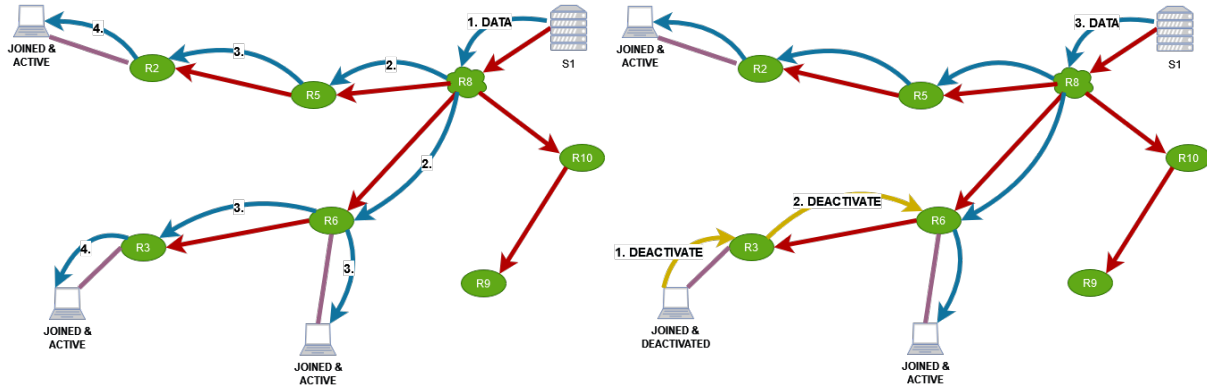 4.
JOINED &
ACTIVE
R2
3.
R5
2.
1. DATA
R8
S1
2.
R10
3.
R6
R3
4.
3.
R9
JOINED &
ACTIVE
JOINED &
ACTIVE
JOINED &
ACTIVE
R2
R5
3. DATA
R8
S1
R10
2. DEACTIVATE
R6
1. DEACTIVATE
R3
R9
JOINED &
DEACTIVATED
JOINED &
ACTIVE